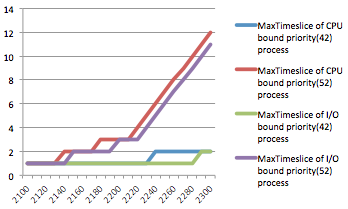 14
12
10
8
6
4
2
0
2100
2120
2140
2160
2180
2200
2220
2240
2260
2280
2300
MaxTimeslice of CPU
bound priority(42)
process
MaxTimeslice of CPU
bound priority(52)
process
MaxTimeslice of I/O
bound priority(42)
process
MaxTimeslice of I/O
bound priority(52)
process